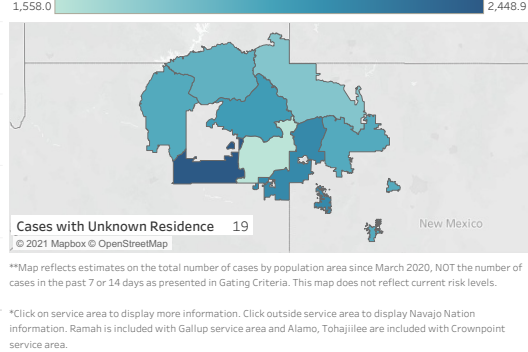 1,558.0 2,448.9
New Mexico
Cases with Unknown Residence 19
© 2021 Mapbox © OpenStreetMap
**Map reflects estimates on the total number of cases by population area since March 2020, NOT the number of
cases in the past 7 or 14 days as presented in Gating Criteria. This map does not reflect current risk levels.
*Click on service area to display more information. Click outside service area to display Navajo Nation
information. Ramah is included with Gallup service area and Alamo, Tohajiilee are included with Crownpoint
service area.